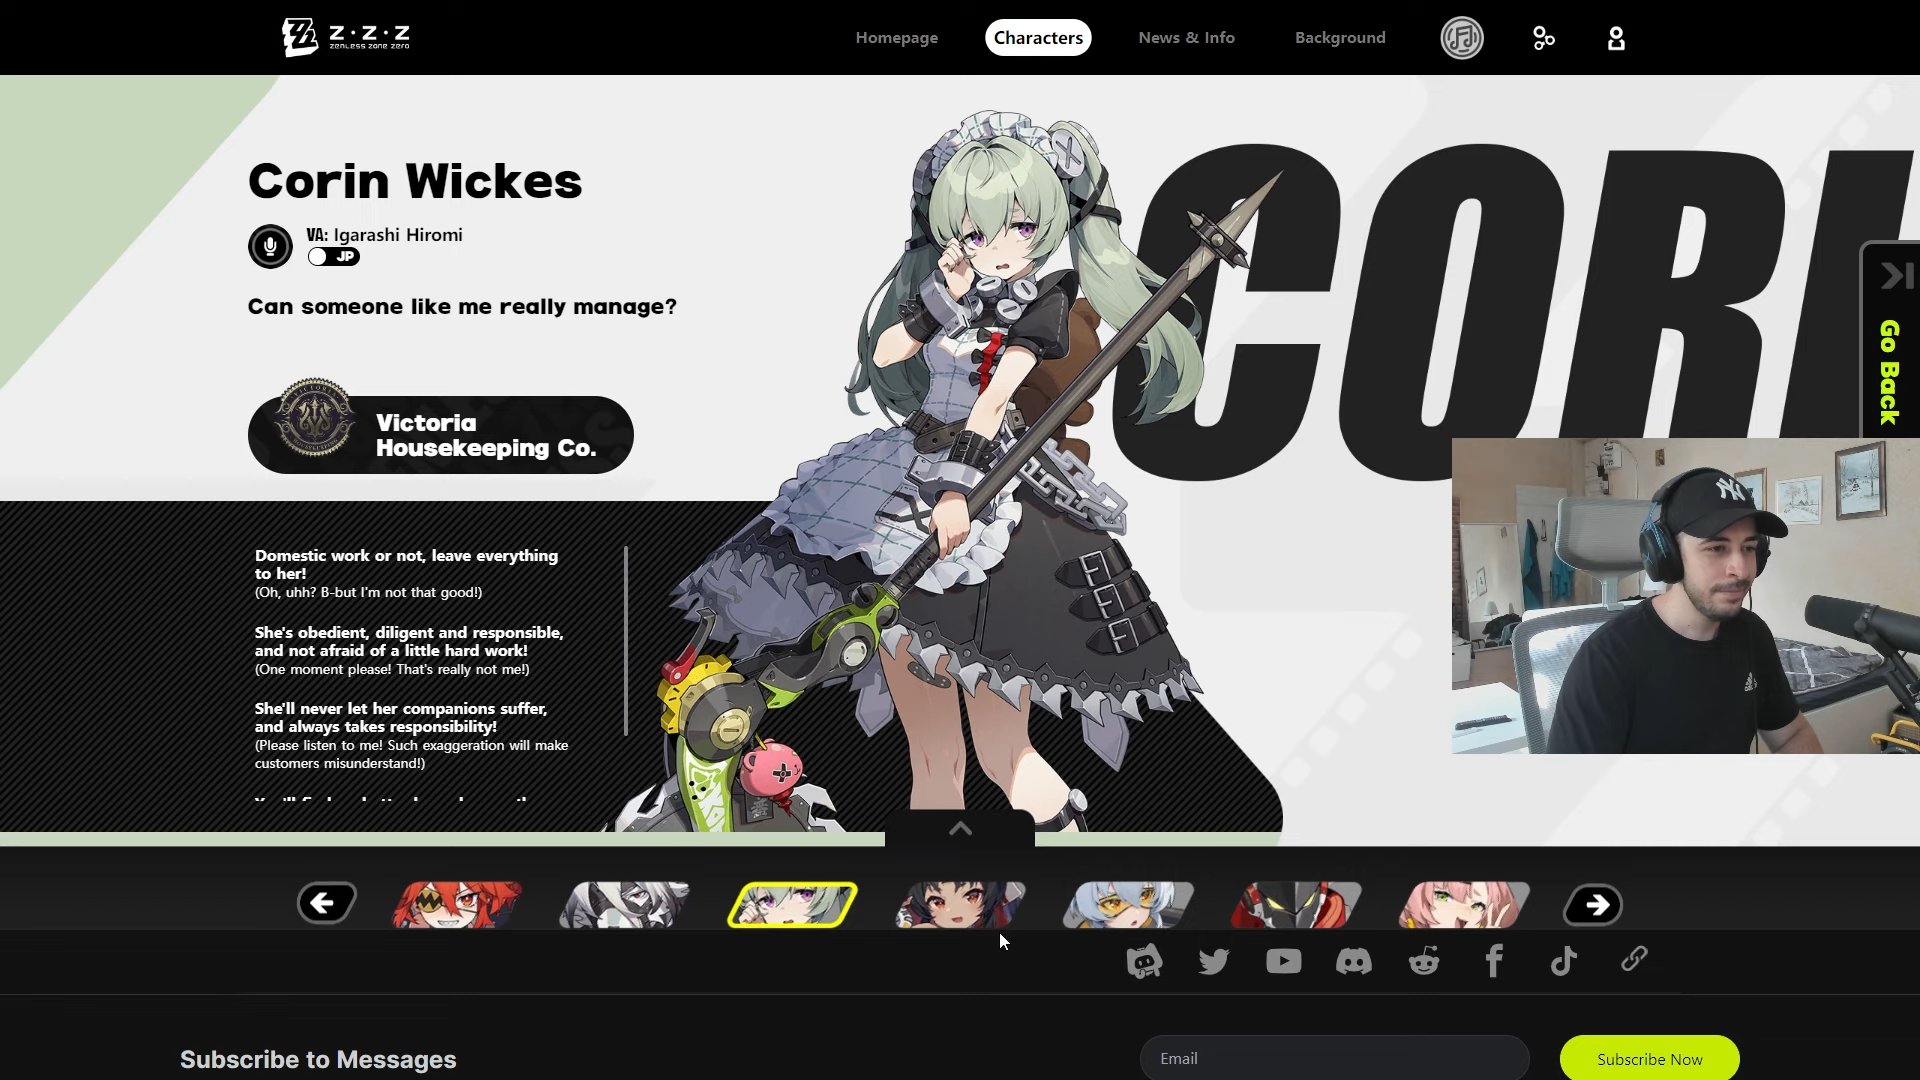 Z·Z·Z
ZENLESS ZONE ZERO
Homepage
Characters
News & Info
Background
Corin Wickes
VA: Igarashi Hiromi
JP
Can someone like me really manage?
Victoria
Housekeeping Co.
CORI
Go Back
Domestic work or not, leave everything
to her!
(Oh, uhh? B-but I'm not that good!)
She's obedient, diligent and responsible,
and not afraid of a little hard work!
(One moment please! That's really not me!)
She'll never let her companions suffer,
and always takes responsibility!
(Please listen to me! Such exaggeration will make
customers misunderstand!)
Subscribe to Messages
Email
Subscribe Now